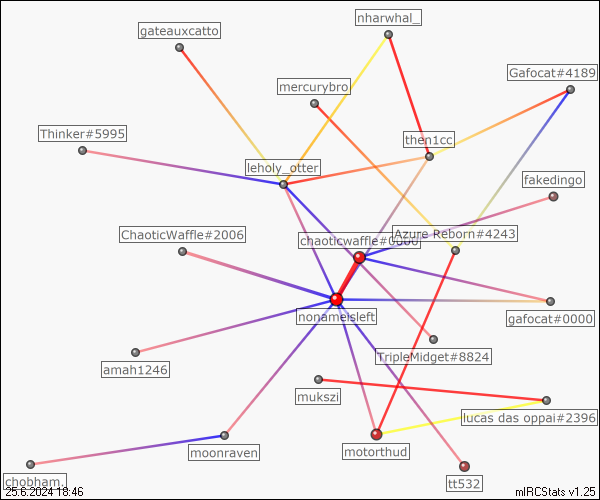 nharwhal_
gateauxcatto
Gafocat#4189
mercurybro
Thinker#5995
then1cc
leholy_otter
fakedingo
ChaoticWaffle#2006
Azure Reborn#4243
chaoticwaffle#0000
nonameisleft
gafocat#0000
TripleMidget#8824
amah1246
mukszi
lucas das oppai#2396
moonraven
motorthud
chobham.
tt532
25.6.2024 18:46
mIRCStats v1.25